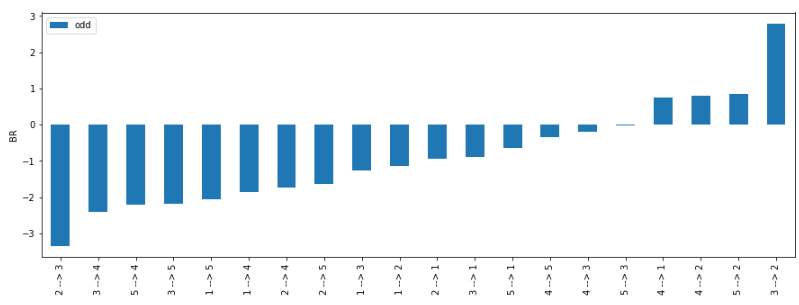 odd
3
2
1
0
−1
−2
−3
BR
2 --> 3
3 --> 4
5 --> 4
3 --> 5
1 --> 5
1 --> 4
2 --> 4
2 --> 5
1 --> 3
1 --> 2
2 --> 1
3 --> 1
5 --> 1
4 --> 5
4 --> 3
5 --> 3
4 --> 1
4 --> 2
5 --> 2
3 --> 2